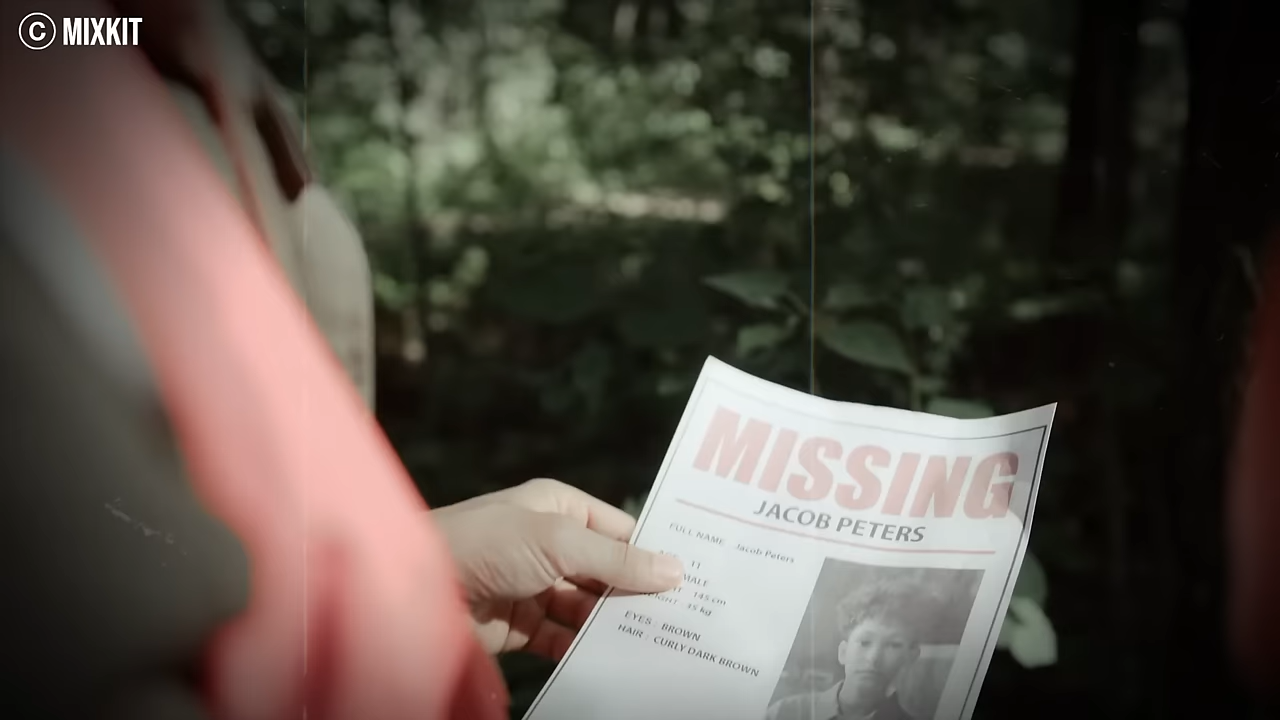 © MIXKIT
MISSING
JACOB PETERS
FULL NAME Jacob Peters
11
MALE
145 cm
35 kg
EYES: BROWN
HAIR: CURLY DARK BROWN